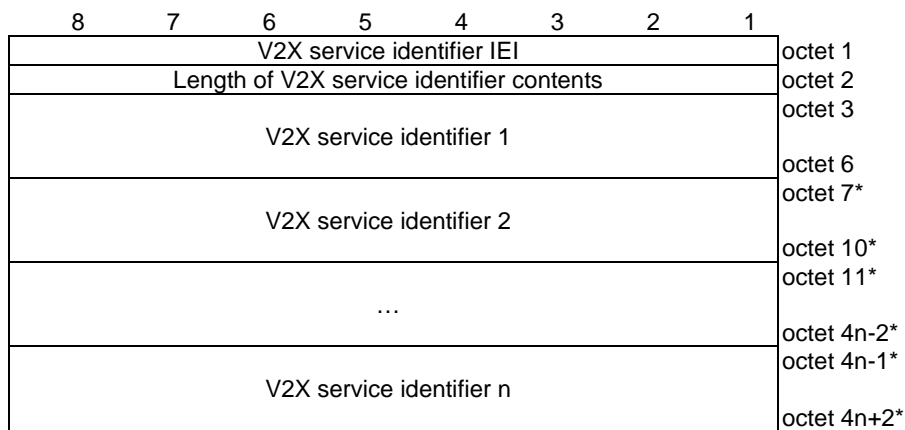 8 7 6 5 4 3 2 1
V2X service identifier IEI octet 1
Length of V2X service identifier contents octet 2
octet 3
V2X service identifier 1
octet 6
octet 7*
V2X service identifier 2
octet 10*
octet 11*
…
octet 4n-2*
octet 4n-1*
V2X service identifier n
octet 4n+2*